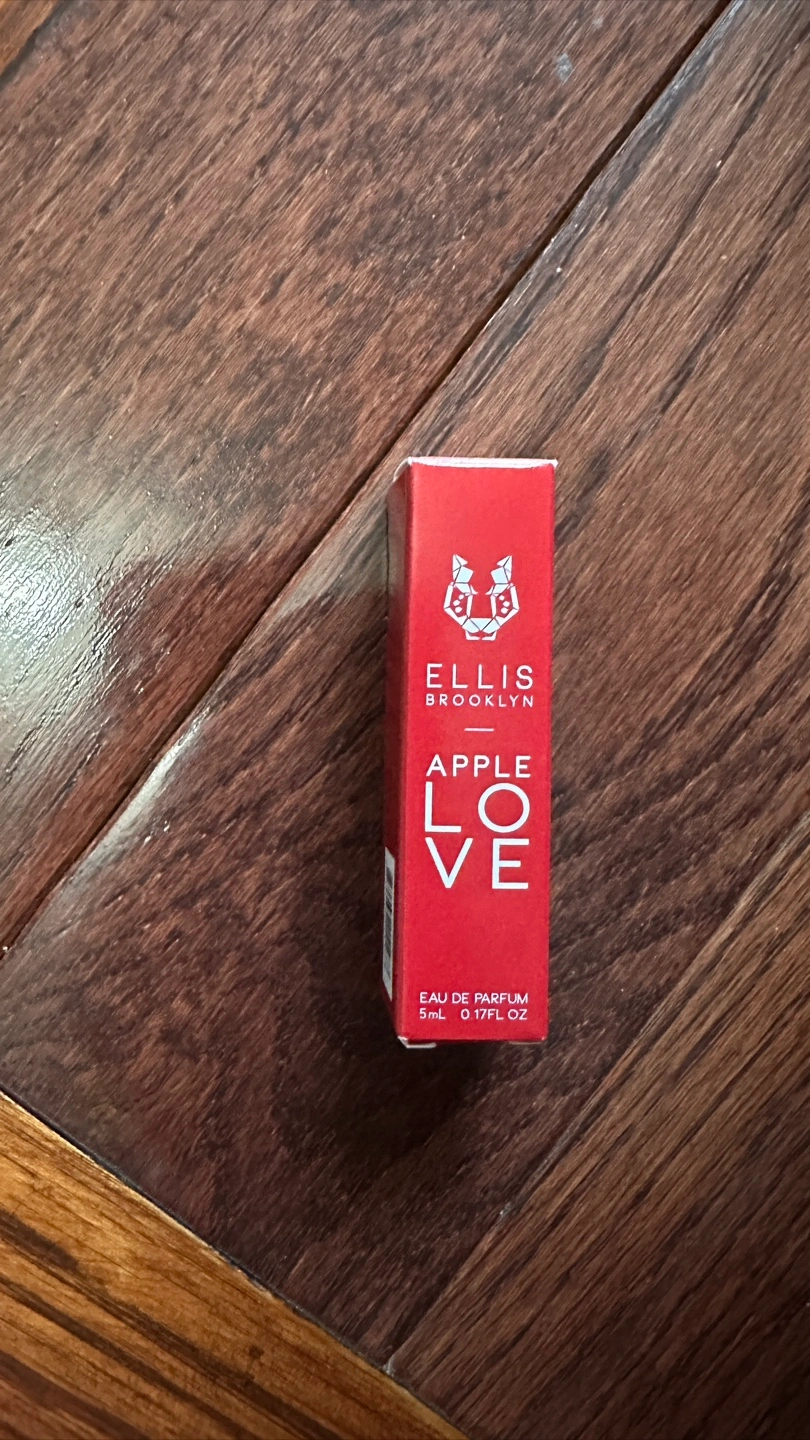 ELLIS
BROOKLYN
APPLE
LO
VE
EAU DE PARFUM
5mL 0.17FL OZ